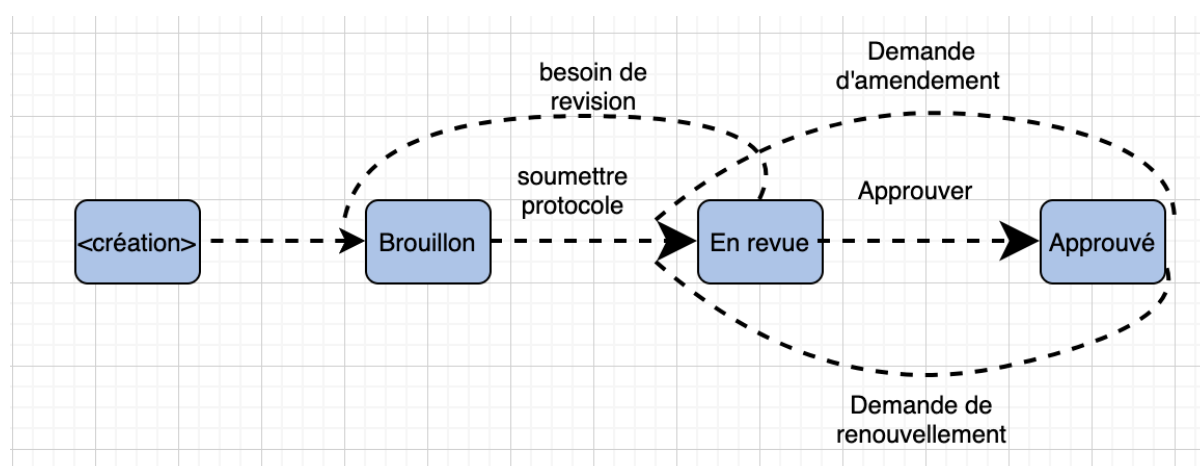 Demande
d'amendement
besoin de
revision
soumettre
protocole
Approuver
<création>
Brouillon
En revue
Approuvé
Demande de
renouvellement